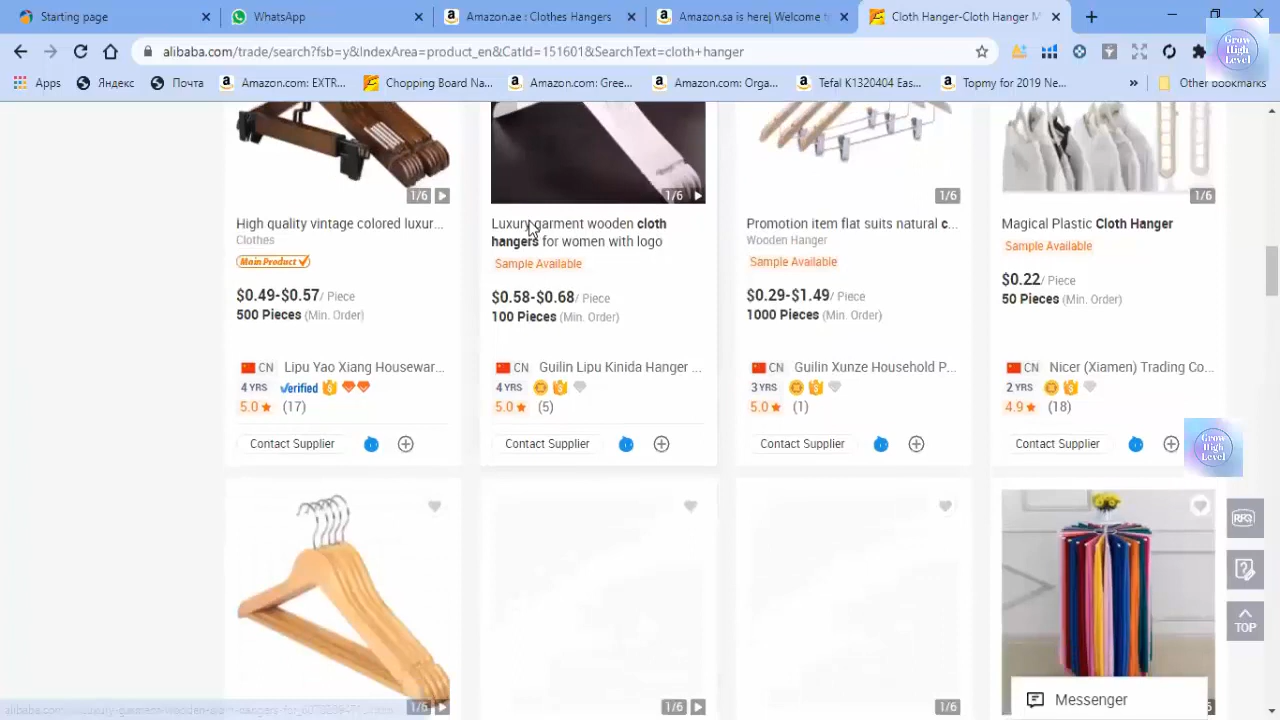 Starting page
WhatsApp
Amazon.ae : Clothes Hangers
Amazon.sa is here| Welcome t
Cloth Hanger-Cloth Hanger M
alibaba.com/trade/search?fsb=y&IndexArea=product_en&CatId=111601&SearchText=cloth+hanger
Apps
Яндекс
Почта
Amazon.com: EXTR...
Chopping Board Na...
Amazon.com: Gree...
Amazon.com: Orga...
Tefal K1320404 Eas...
Topmy for 2019 Ne...
»
Other bookmarks
Grow
High
Level
1/6
1/6
1/6
1/6
High quality vintage colored luxur...
Clothes
Main Product
$0.49-$0.57/ Piece
500 Pieces (Min. Order)
CN Lipu Yao Xiang Housewar...
4 YRS Verified
5.0 (17)
Contact Supplier
Luxury garment wooden cloth
hangers for women with logo
Sample Available
$0.58-$0.68/ Piece
100 Pieces (Min. Order)
CN Guilin Lipu Kinida Hanger ...
4 YRS
5.0 (5)
Contact Supplier
Promotion item flat suits natural c...
Wooden Hanger
Sample Available
$0.29-$1.49/ Piece
1000 Pieces (Min. Order)
CN Guilin Xunze Household P...
3 YRS
5.0 (1)
Contact Supplier
Magical Plastic Cloth Hanger
Sample Available
$0.22/ Piece
50 Pieces (Min. Order)
CN Nicer (Xiamen) Trading Co...
2 YRS
4.9 (18)
Contact Supplier
Grow
High
Level
RFQ
TOP
1/6
1/6
1/6
Messenger